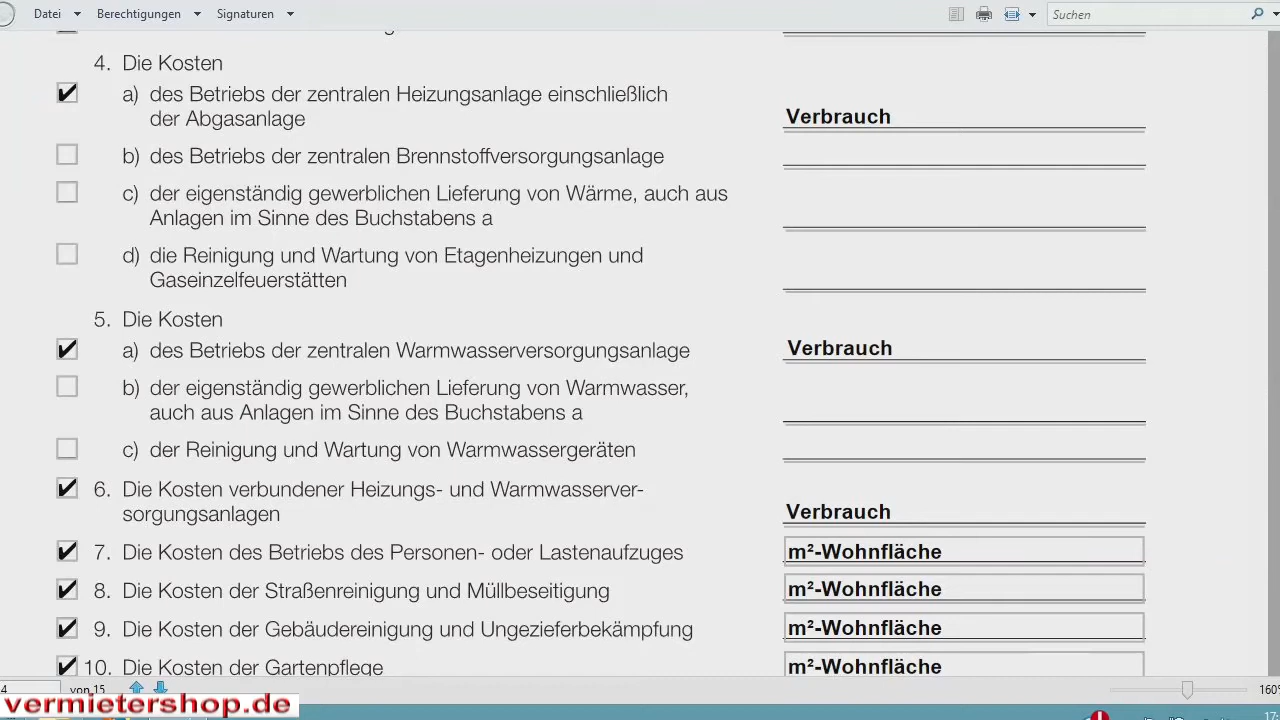 Datei Berechtigungen Signaturen Suchen
4. Die Kosten
a) des Betriebs der zentralen Heizungsanlage einschließlich
der Abgasanlage
Verbrauch
b) des Betriebs der zentralen Brennstoffversorgungsanlage
c) der eigenständig gewerblichen Lieferung von Wärme, auch aus
Anlagen im Sinne des Buchstabens a
d) die Reinigung und Wartung von Etagenheizungen und
Gaseinzelfeuerstätten
5. Die Kosten
a) des Betriebs der zentralen Warmwasserversorgungsanlage
Verbrauch
b) der eigenständig gewerblichen Lieferung von Warmwasser,
auch aus Anlagen im Sinne des Buchstabens a
c) der Reinigung und Wartung von Warmwassergeräten
6. Die Kosten verbundener Heizungs- und Warmwasserver-
sorgungsanlagen
Verbrauch
7. Die Kosten des Betriebs des Personen- oder Lastenaufzuges m²-Wohnfläche
8. Die Kosten der Straßenreinigung und Müllbeseitigung m²-Wohnfläche
9. Die Kosten der Gebäudereinigung und Ungezieferbekämpfung m²-Wohnfläche
10. Die Kosten der Gartenpflege m²-Wohnfläche
4 von 15 160%
vermietershop.de